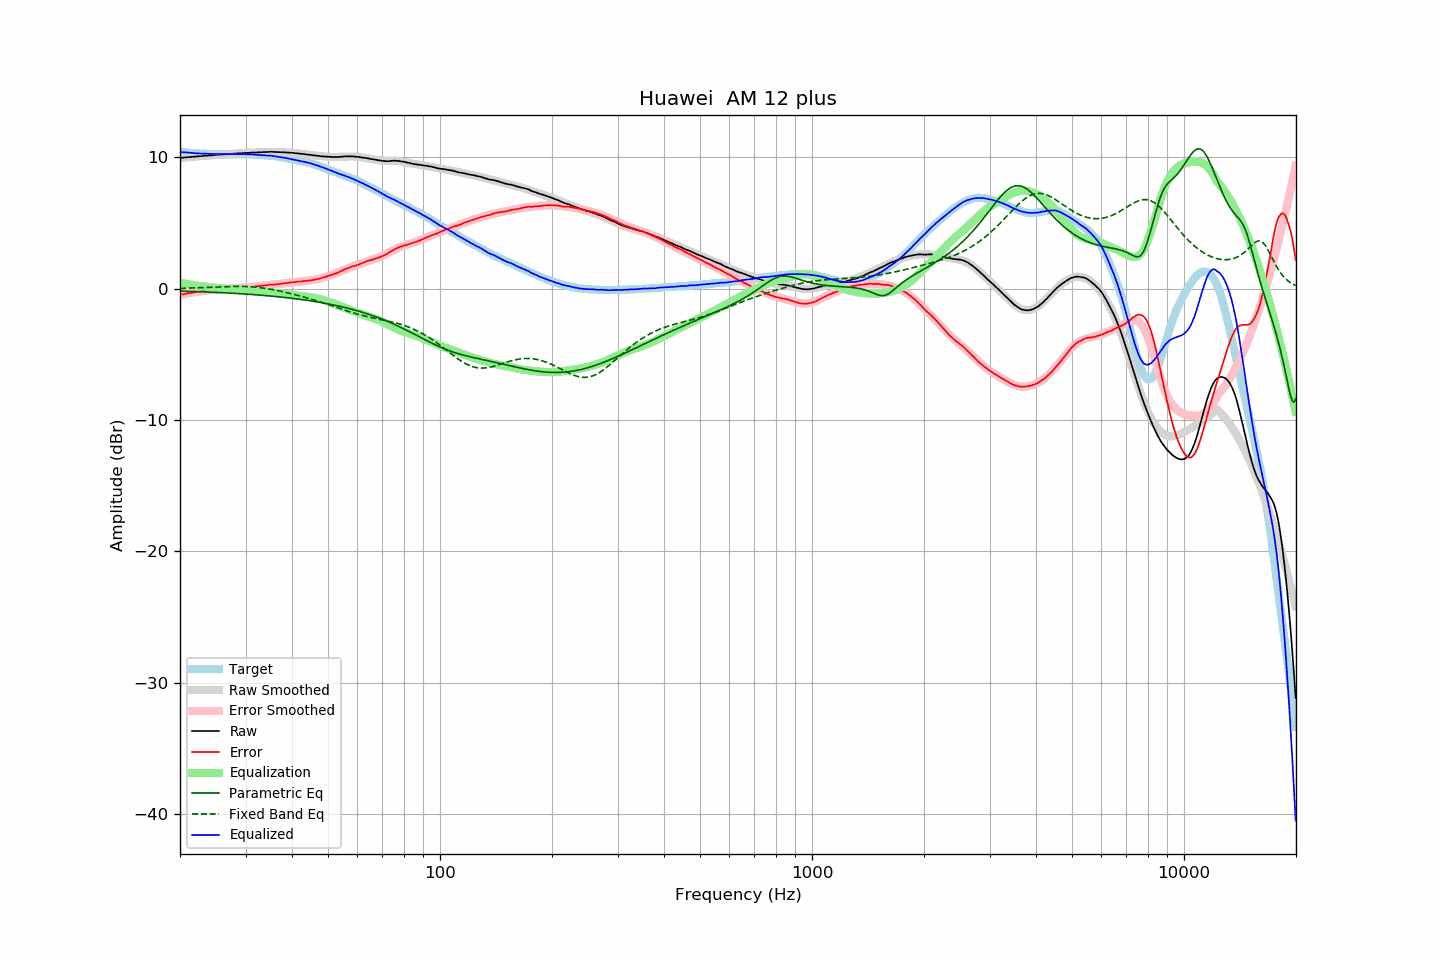 Huawei  AM 12 plus
10
0
−10
−20
−30
−40
Amplitude (dBr)
Target
Raw Smoothed
Error Smoothed
Raw
Error
Equalization
Parametric Eq
Fixed Band Eq
Equalized
100
1000
10000
Frequency (Hz)